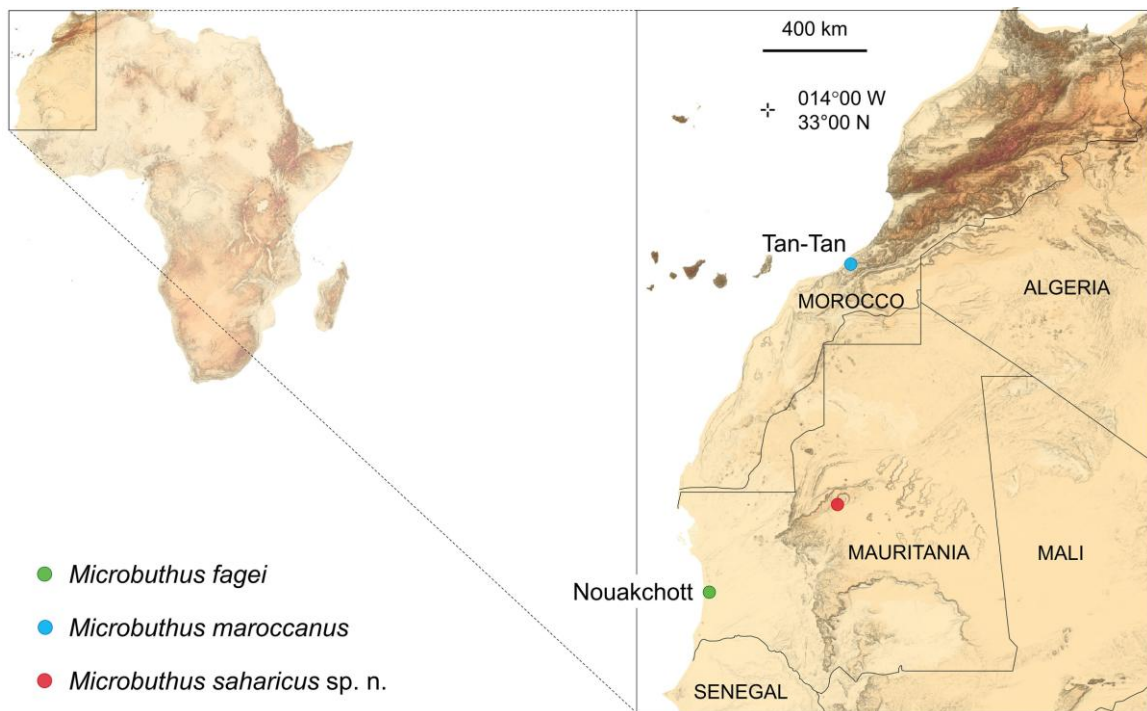 400 km
014°00 W
33°00 N
Tan-Tan
MOROCCO
ALGERIA
MAURITANIA
MALI
Nouakchott
SENEGAL
Microbuthus fagei
Microbuthus maroccanus
Microbuthus saharicus sp. n.